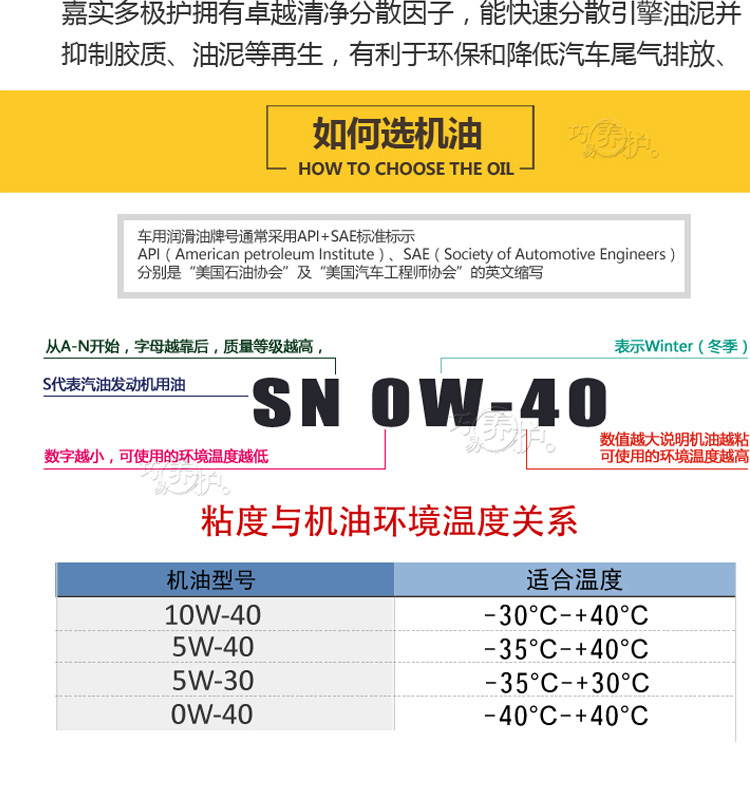 嘉实多极护拥有卓越清净分散因子，能快速分散引擎油泥并
抑制胶质、油泥等再生，有利于环保和降低汽车尾气排放、
如何选机油
HOW TO CHOOSE THE OIL
巧易养护。
车用润滑油牌号通常采用API+SAE标准标示
API（American petroleum Institute）、SAE（Society of Automotive Engineers）
分别是“美国石油协会”及“美国汽车工程师协会”的英文缩写
从A-N开始，字母越靠后，质量等级越高，
表示Winter（冬季）
S代表汽油发动机用油
SN 0W-40
巧易养护。
数值越大说明机油越粘
数字越小，可使用的环境温度越低
可使用的环境温度越高
巧易养护。
粘度与机油环境温度关系
机油型号 适合温度
10W-40 -30°C-+40°C
5W-40 -35°C-+40°C
5W-30 -35°C-+30°C
0W-40 -40°C-+40°C